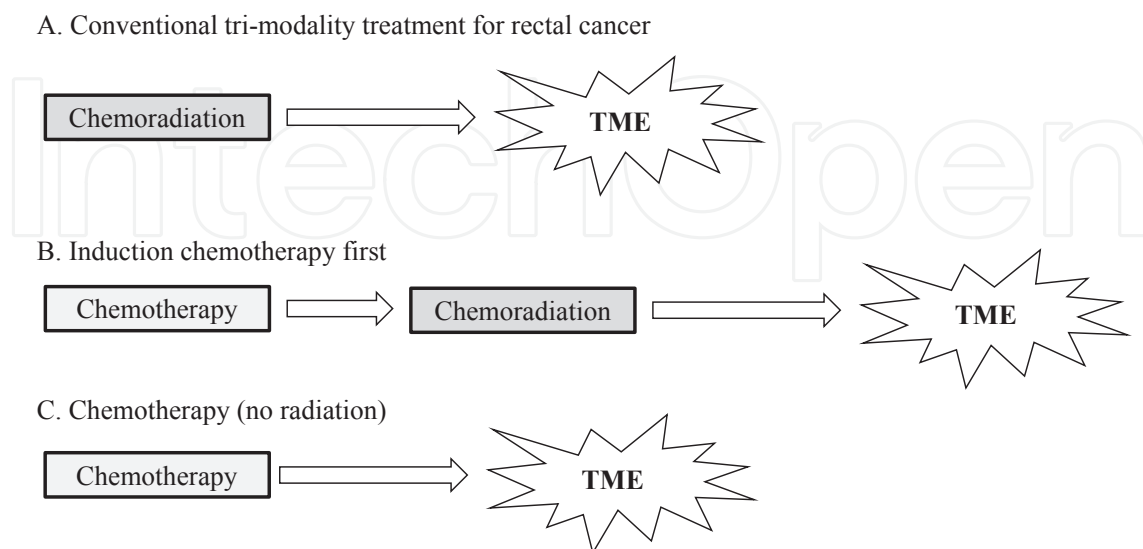 A. Conventional tri-modality treatment for rectal cancer
Chemoradiation
TME
IntechOpen
B. Induction chemotherapy first
Chemotherapy
Chemoradiation
TME
C. Chemotherapy (no radiation)
Chemotherapy
TME